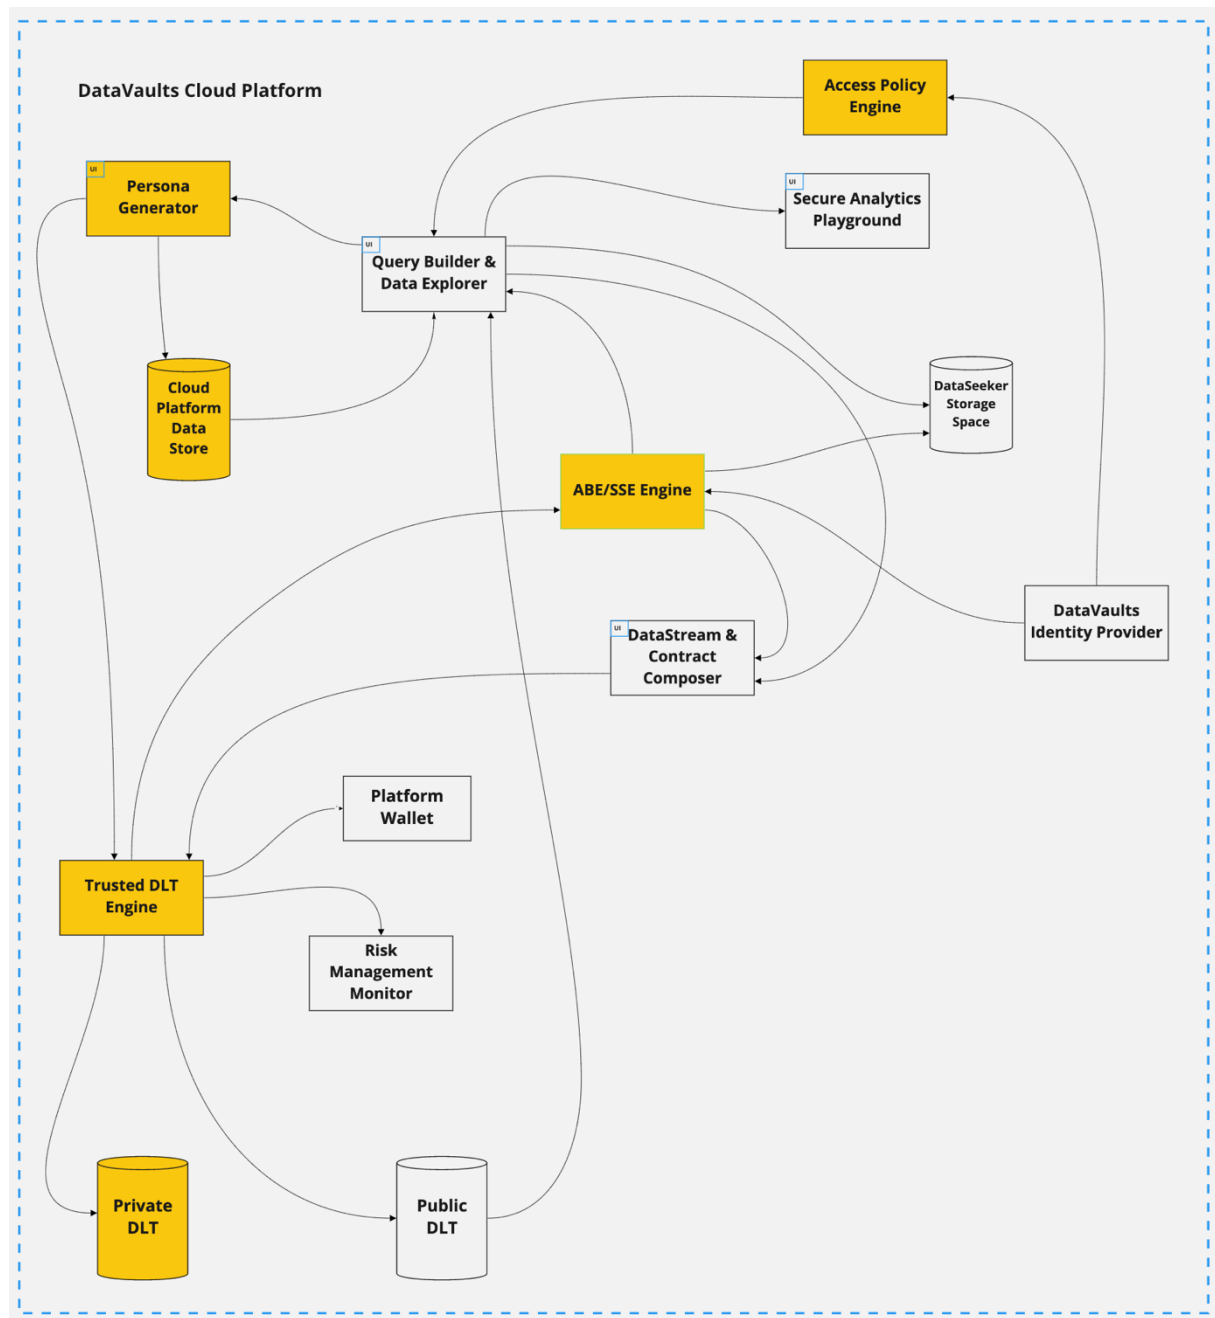 DataVaults Cloud Platform
Access Policy
Engine
UI
Persona
Generator
UI
Secure Analytics
Playground
UI
Query Builder &
Data Explorer
Cloud
Platform
Data
Store
DataSeeker
Storage
Space
ABE/SSE Engine
DataVaults
Identity Provider
UI
DataStream &
Contract
Composer
Platform
Wallet
Trusted DLT
Engine
Risk
Management
Monitor
Private
DLT
Public
DLT